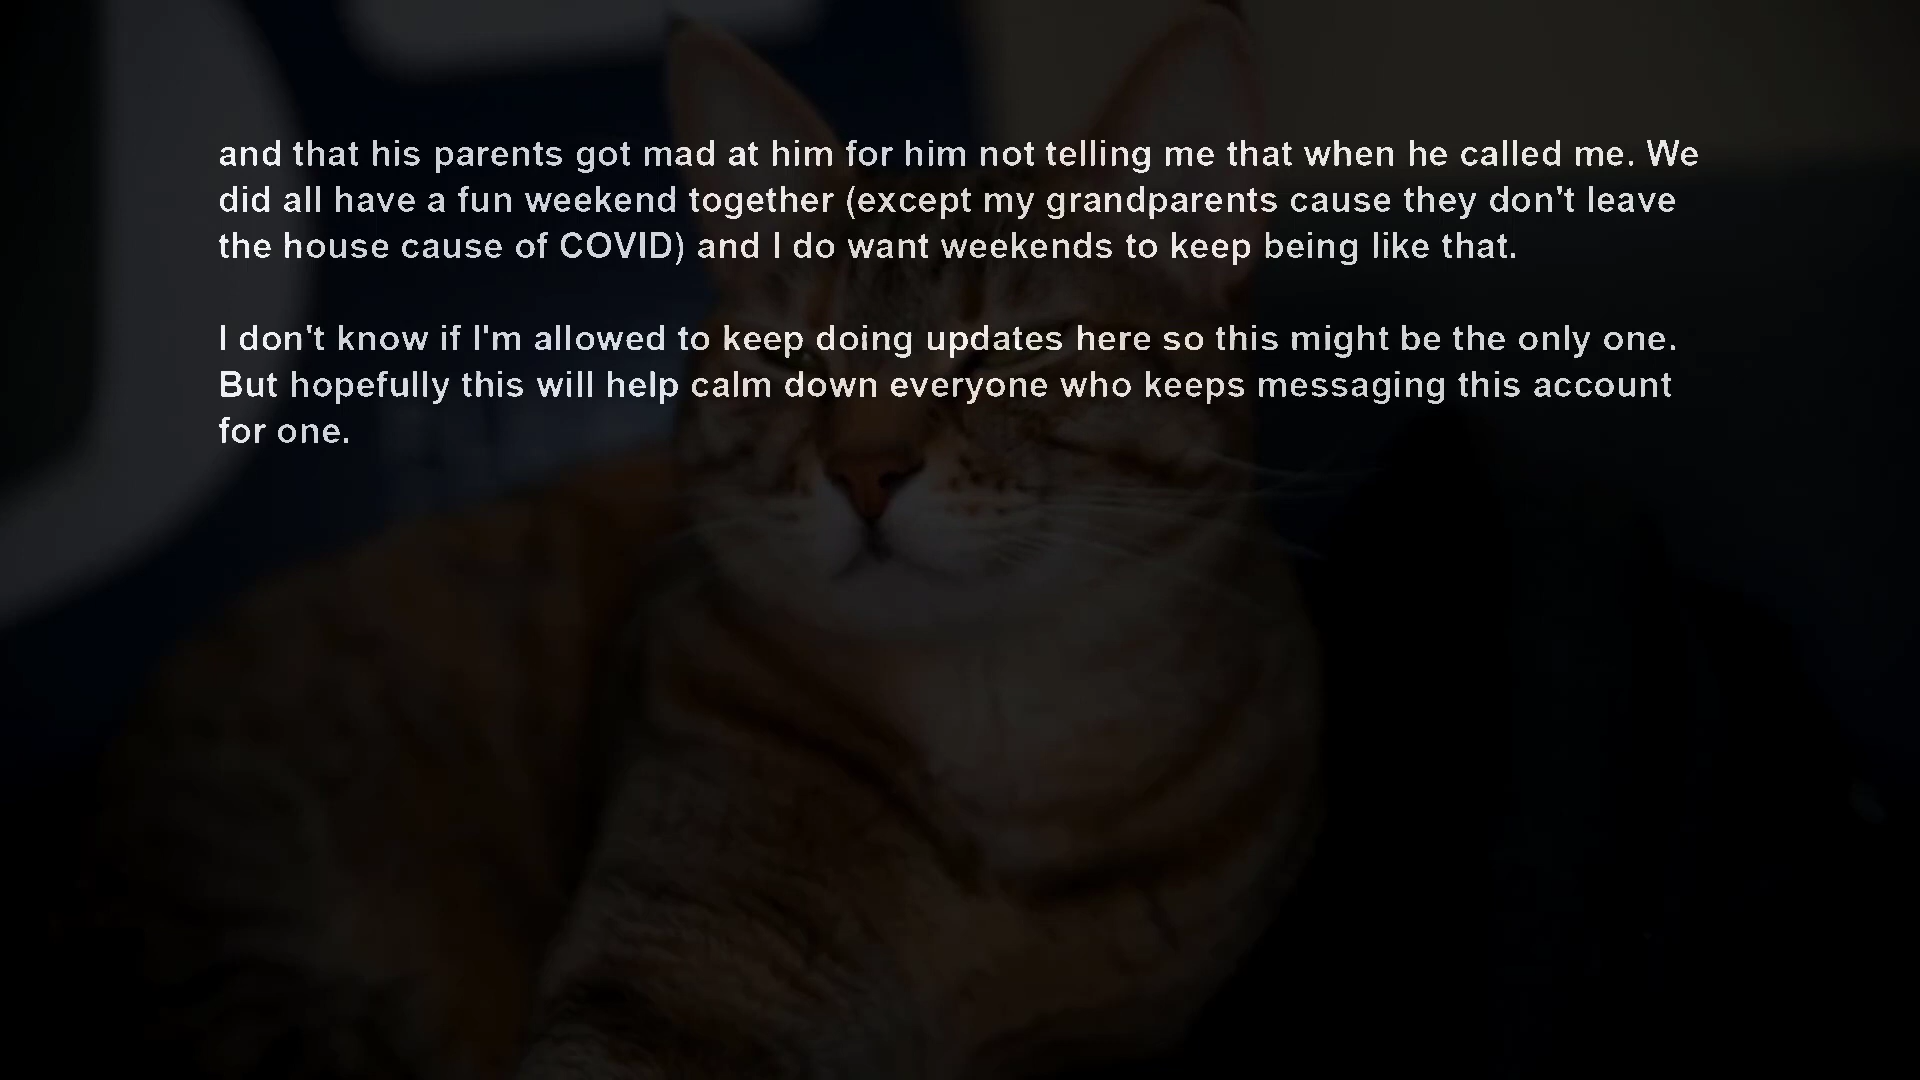 and that his parents got mad at him for him not telling me that when he called me. We
did all have a fun weekend together (except my grandparents cause they don't leave
the house cause of COVID) and I do want weekends to keep being like that.
I don't know if I'm allowed to keep doing updates here so this might be the only one.
But hopefully this will help calm down everyone who keeps messaging this account
for one.